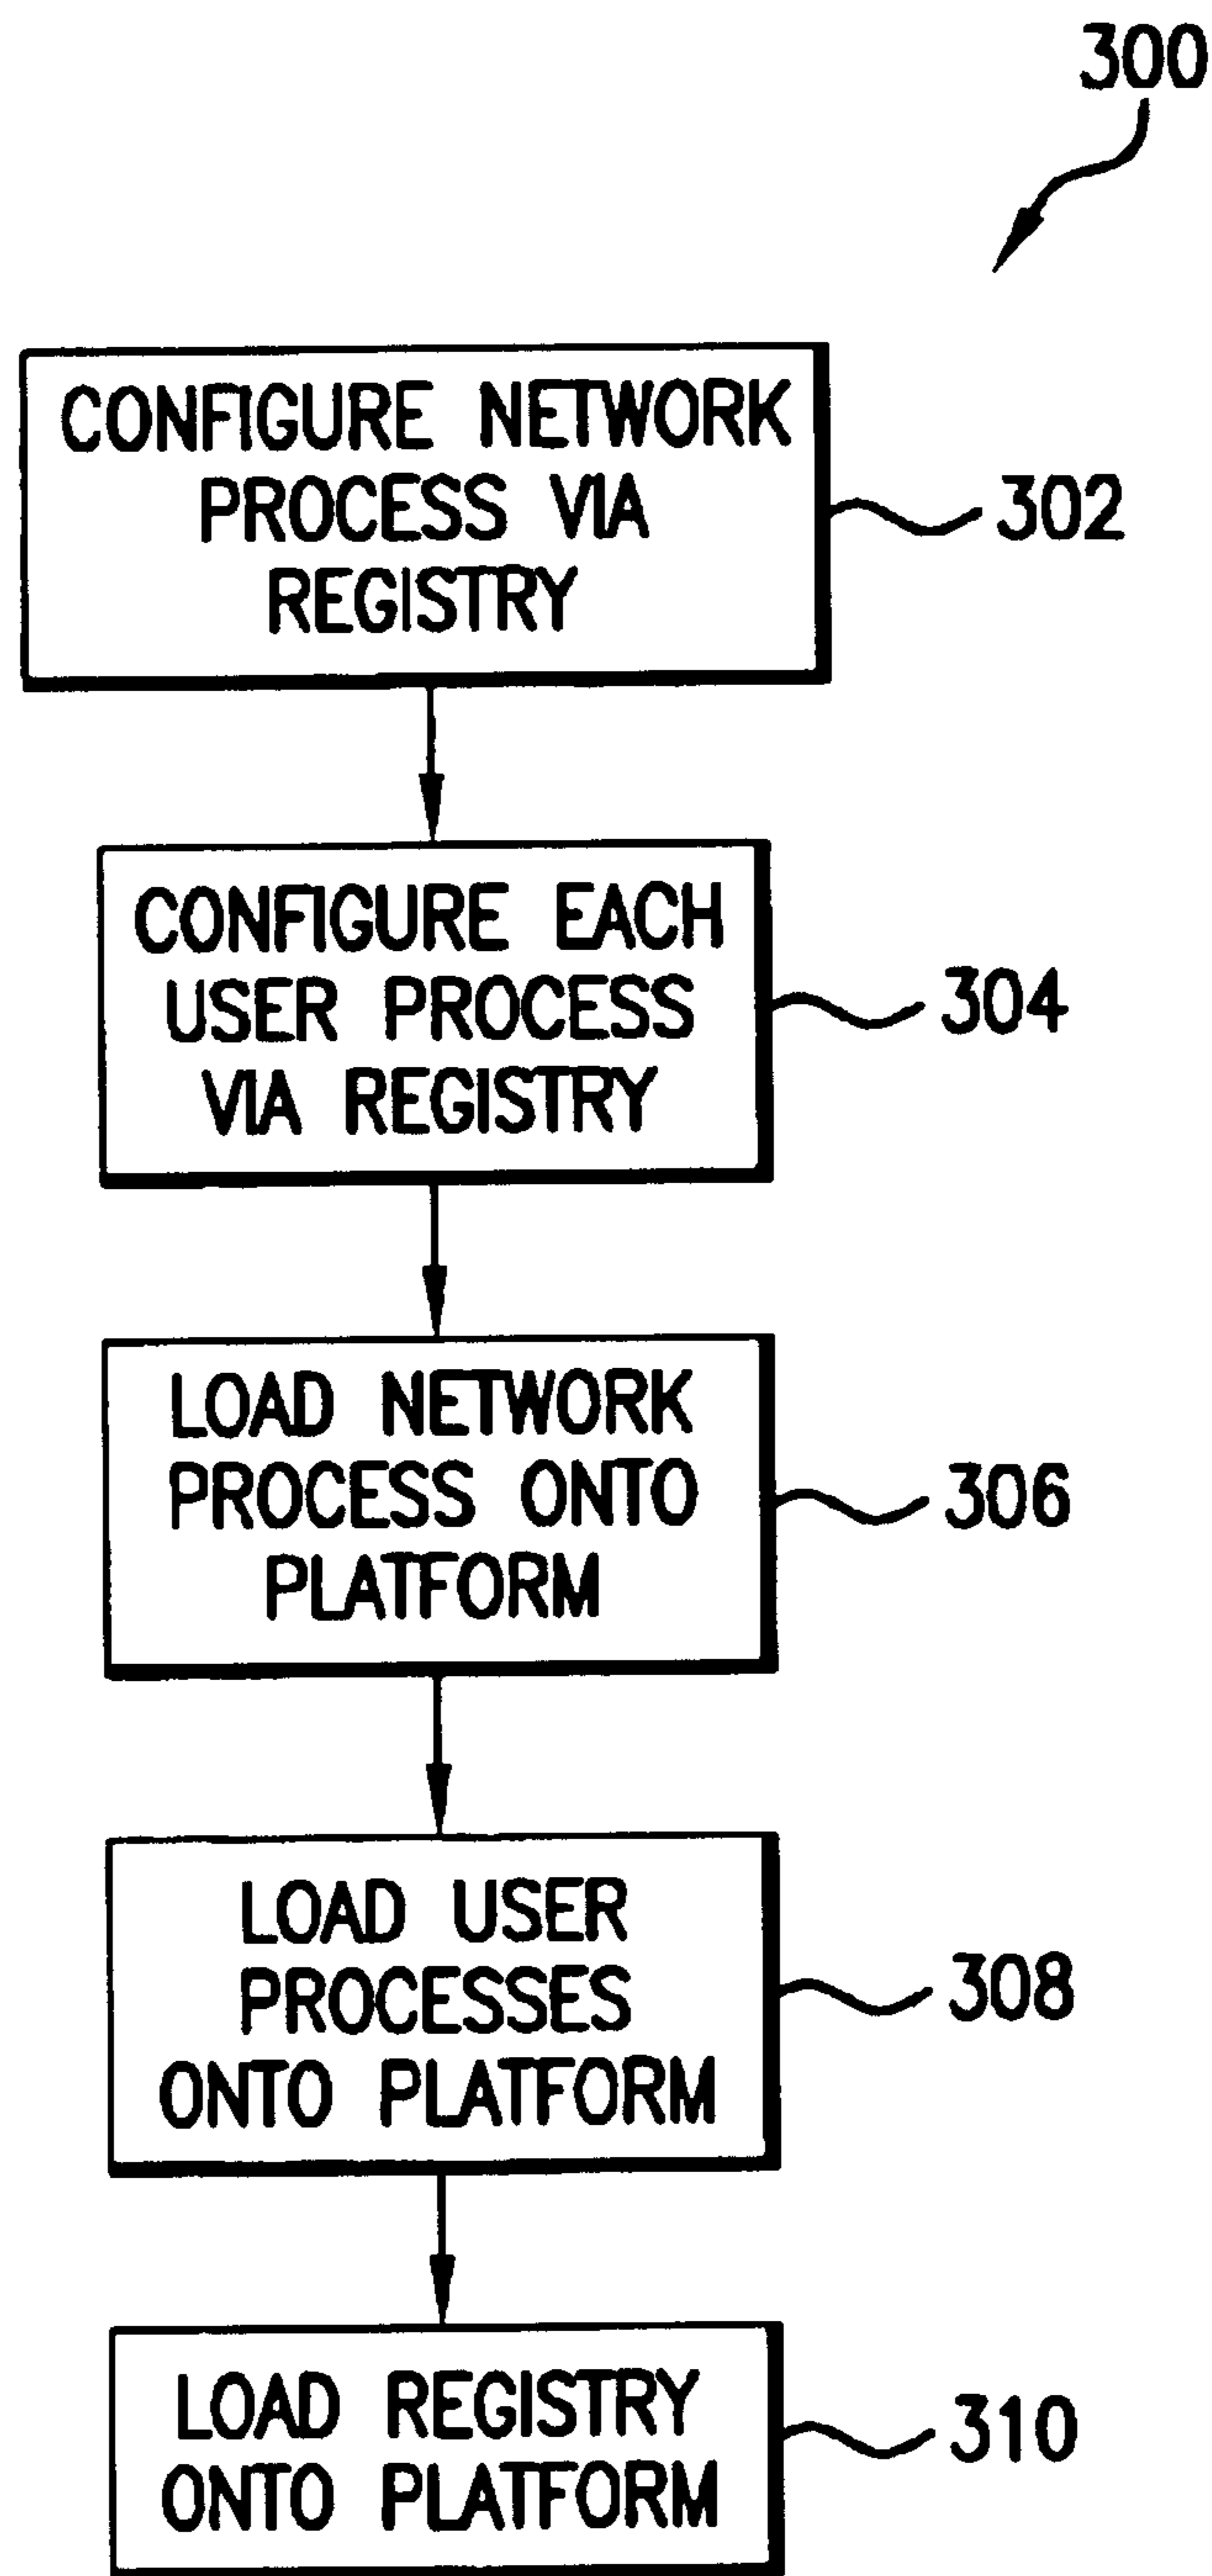 300
CONFIGURE NETWORK
PROCESS VIA
REGISTRY
302
CONFIGURE EACH
USER PROCESS
VIA REGISTRY
304
LOAD NETWORK
PROCESS ONTO
PLATFORM
306
LOAD USER
PROCESSES
ONTO PLATFORM
308
LOAD REGISTRY
ONTO PLATFORM
310